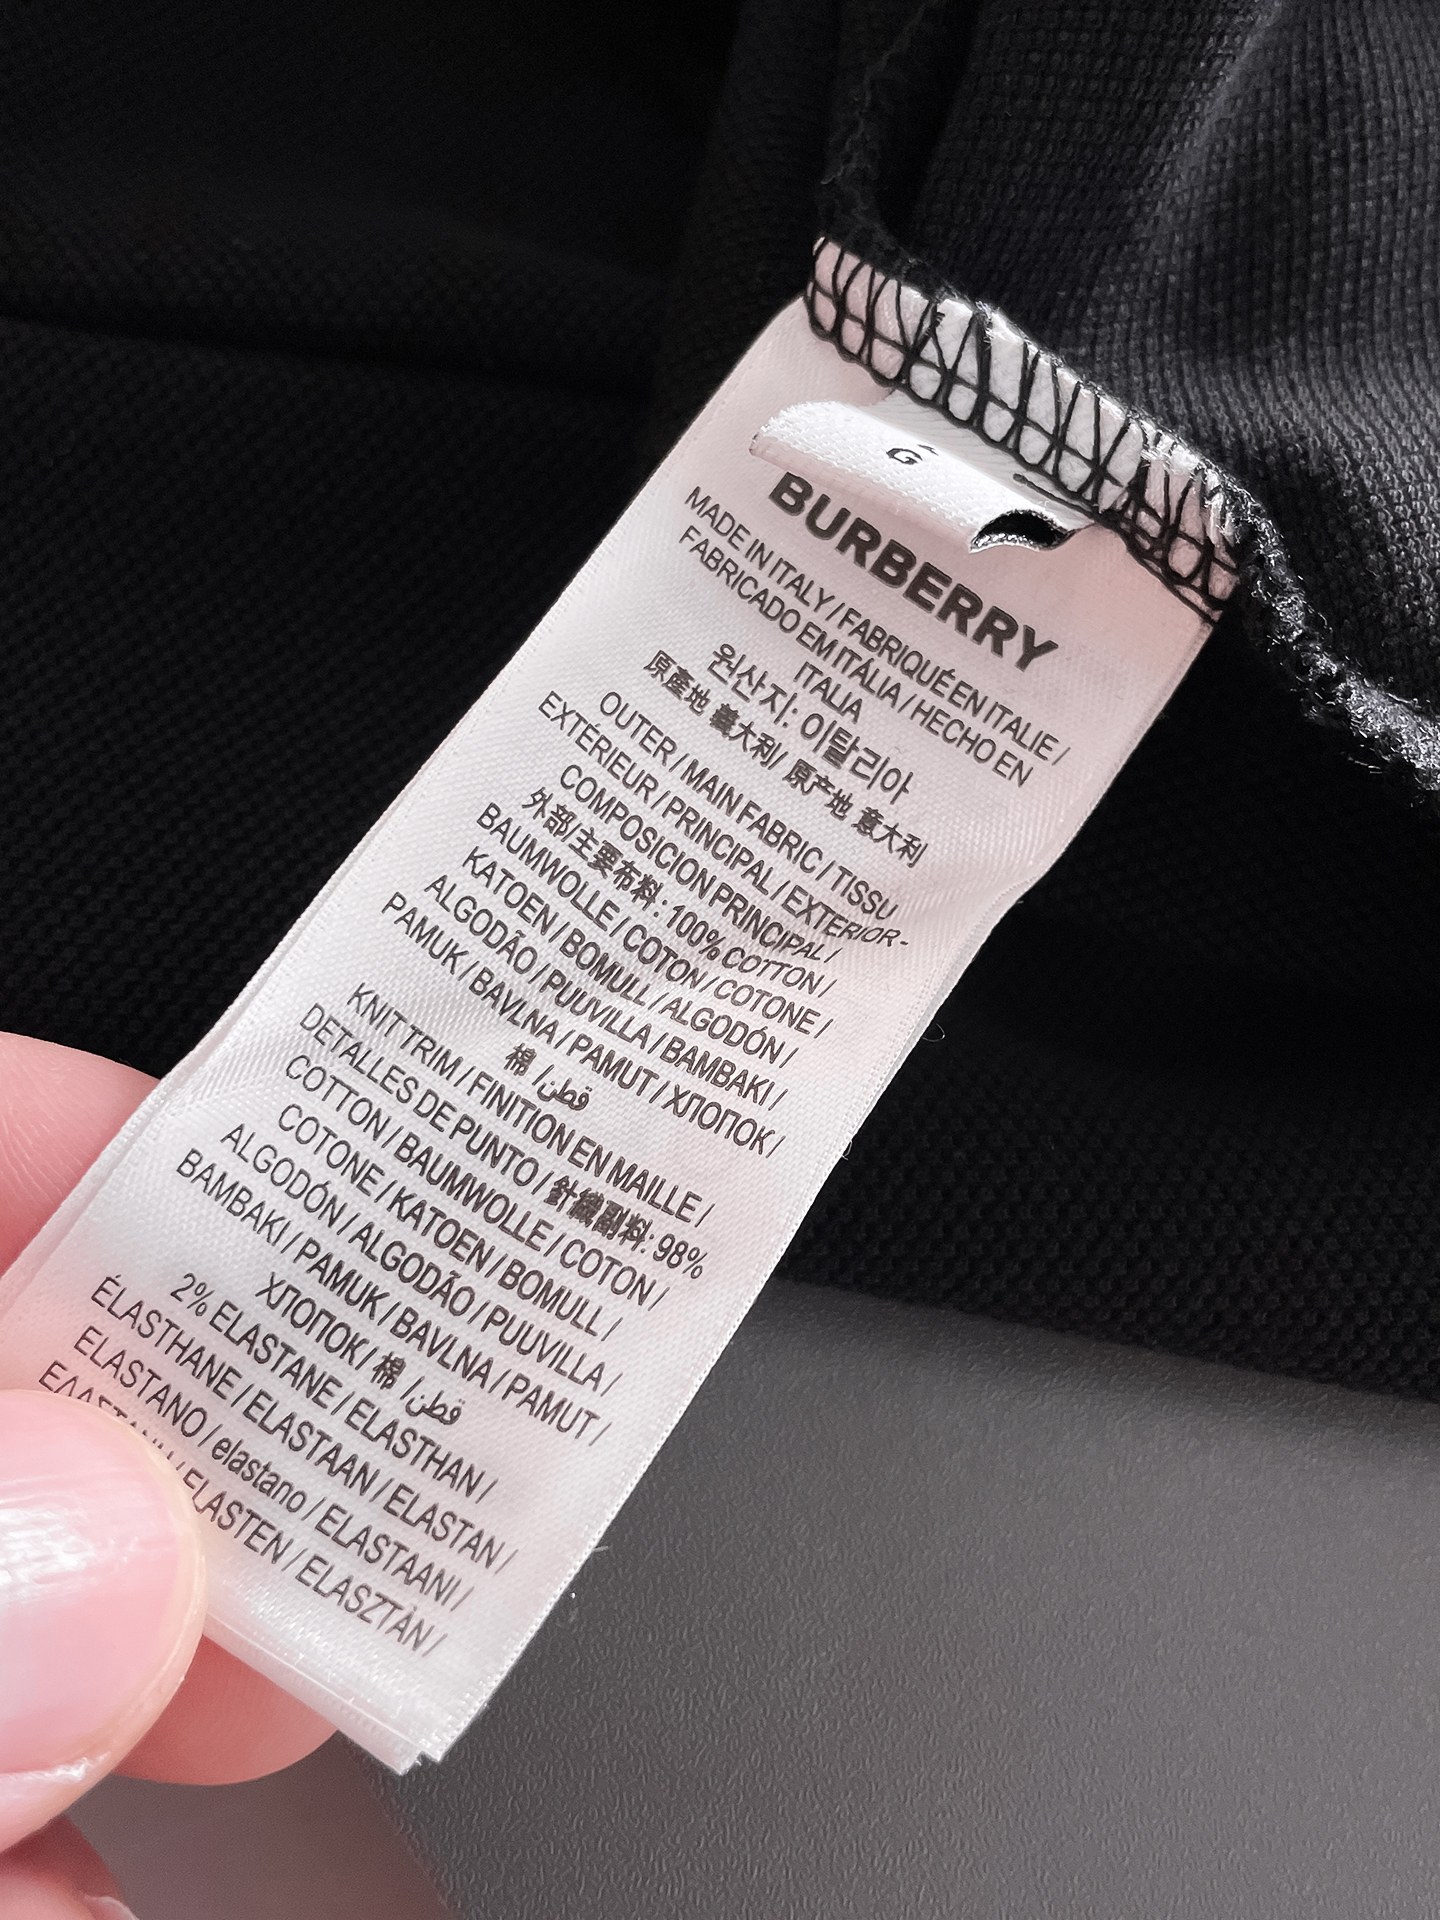 G
BURBERRY
MADE IN ITALY / FABRIQUÉ EN ITALIE /
FABRICADO EM ITÁLIA / HECHO EN
ITALIA
원산지: 이탈리아
原產地 義大利/ 原产地 意大利
OUTER / MAIN FABRIC / TISSU
EXTÉRIEUR / PRINCIPAL / EXTERIOR-
COMPOSICION PRINCIPAL /
外部/主要布料: 100% COTTON /
BAUMWOLLE / COTON / COTONE /
KATOEN / BOMULL / ALGODÓN /
ALGODÃO / PUUVILLA / BAMBAKI /
PAMUK / BAVLNA / PAMUT / ХЛОПОК /
棉 / قطن
KNIT TRIM / FINITION EN MAILLE /
DETALLES DE PUNTO / 針織副料: 98%
COTTON / BAUMWOLLE / COTON /
COTONE / KATOEN / BOMULL /
ALGODÓN / ALGODÃO / PUUVILLA /
BAMBAKI / PAMUK / BAVLNA / PAMUT /
ХЛОПОК / 棉 / قطن
2% ELASTANE / ELASTHAN /
ÉLASTHANE / ELASTAAN / ELASTAN /
ELASTANO / elastano / ELASTAANI /
/ ELASTEN / ELASZTÀN /